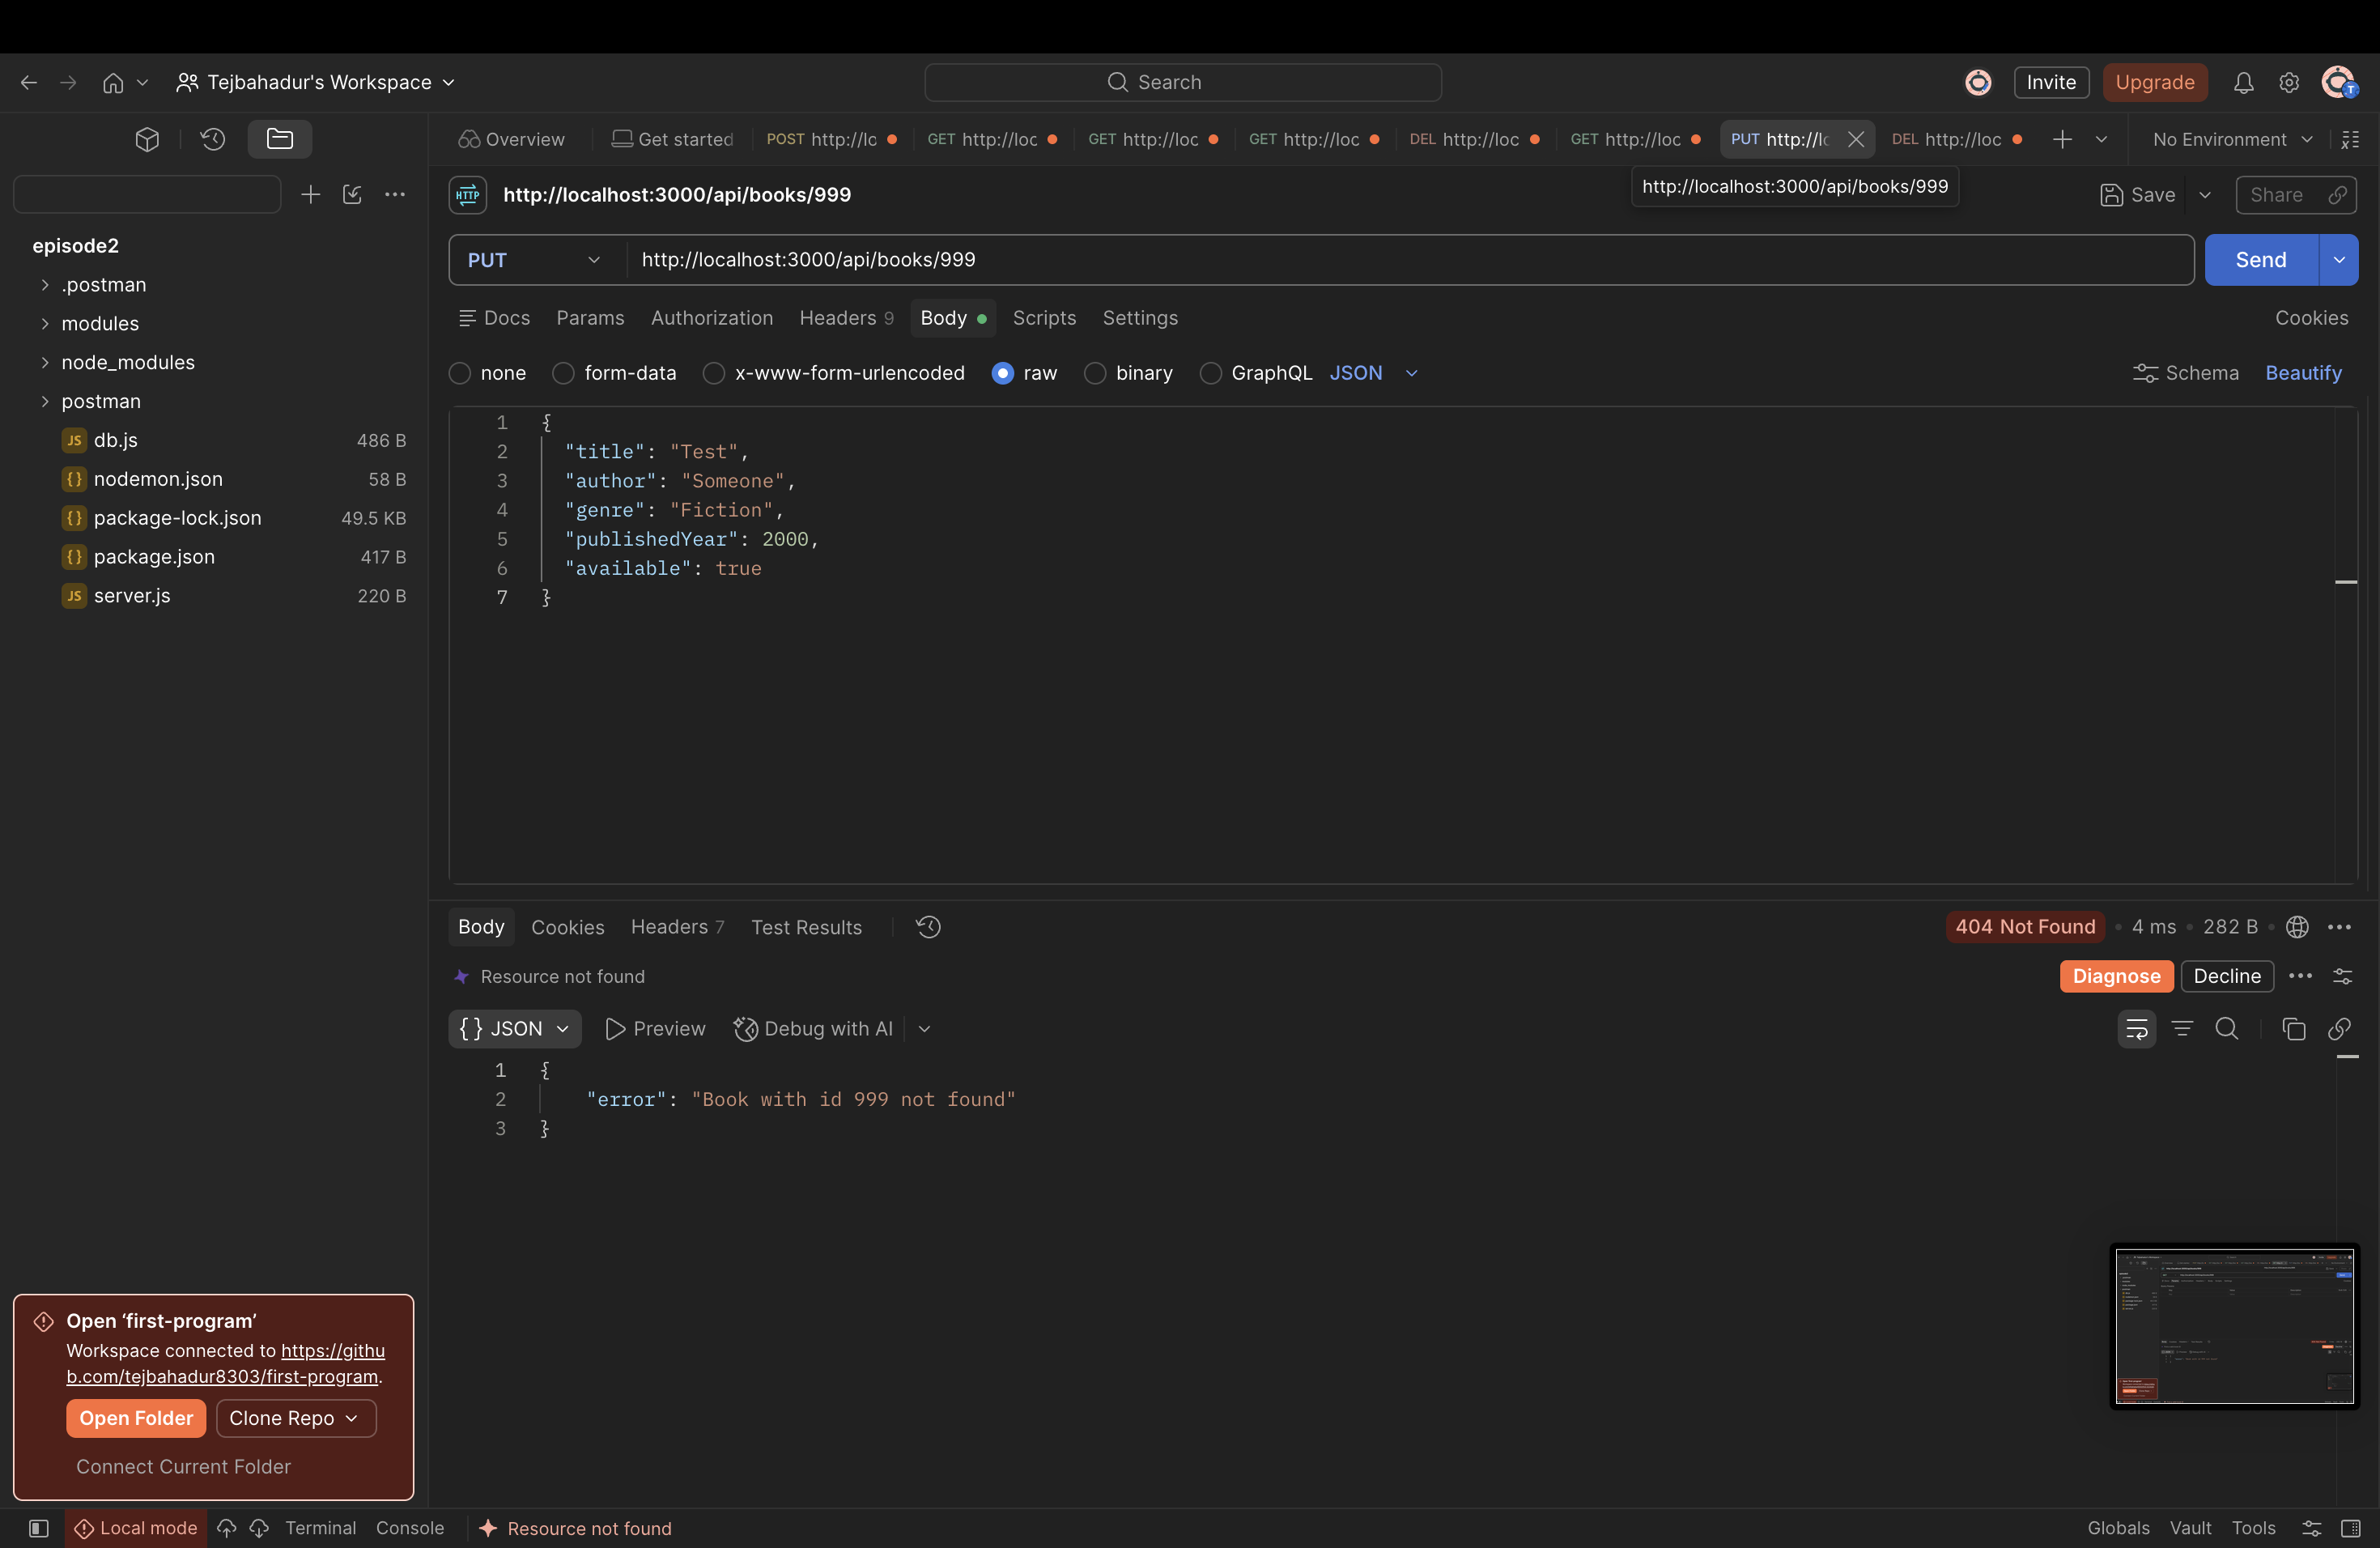 Tejbahadur's Workspace
Search
Invite
Upgrade
Overview
Get started
POST http://lc
GET http://loc
GET http://loc
GET http://loc
DEL http://loc
GET http://loc
PUT http://lc
DEL http://loc
No Environment
http://localhost:3000/api/books/999
HTTP
http://localhost:3000/api/books/999
Save
Share
episode2
.postman
modules
node_modules
postman
JS db.js 486 B
{} nodemon.json 58 B
{} package-lock.json 49.5 KB
{} package.json 417 B
JS server.js 220 B
PUT
http://localhost:3000/api/books/999
Send
Docs
Params
Authorization
Headers 9
Body
Scripts
Settings
Cookies
none
form-data
x-www-form-urlencoded
raw
binary
GraphQL
JSON
Schema
Beautify
1 {
2 "title": "Test",
3 "author": "Someone",
4 "genre": "Fiction",
5 "publishedYear": 2000,
6 "available": true
7 }
Body
Cookies
Headers 7
Test Results
404 Not Found
4 ms
282 B
Resource not found
Diagnose
Decline
{} JSON
Preview
Debug with AI
1 {
2 "error": "Book with id 999 not found"
3 }
Open ‘first-program’
Workspace connected to https://githu
b.com/tejbahadur8303/first-program.
Open Folder
Clone Repo
Connect Current Folder
Local mode
Terminal
Console
Resource not found
Globals
Vault
Tools